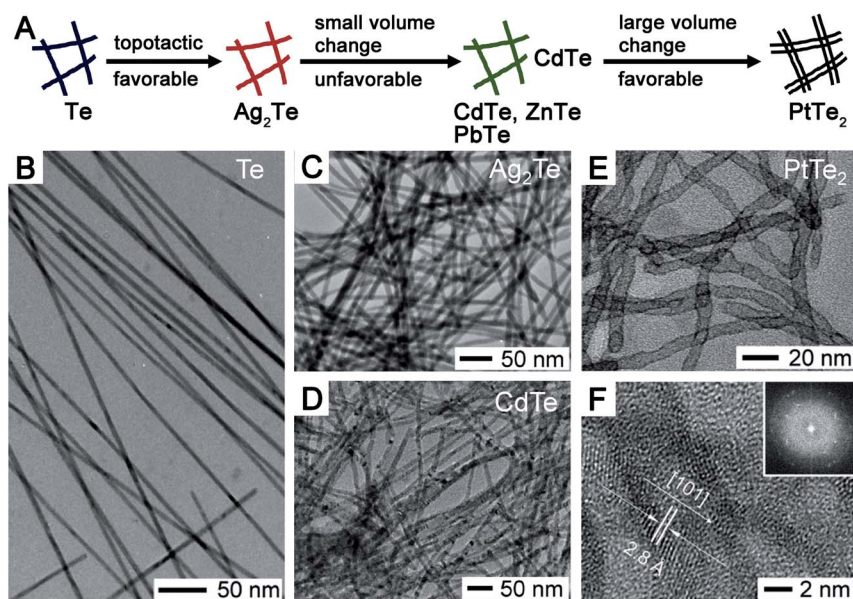 A
topotactic
favorable
small volume
change
unfavorable
CdTe
large volume
change
favorable
Te
Ag₂Te
CdTe, ZnTe
PbTe
PtTe₂
B
Te
50 nm
C
Ag₂Te
50 nm
E
PtTe₂
20 nm
D
CdTe
50 nm
F
[101]
2.8 Å
2 nm